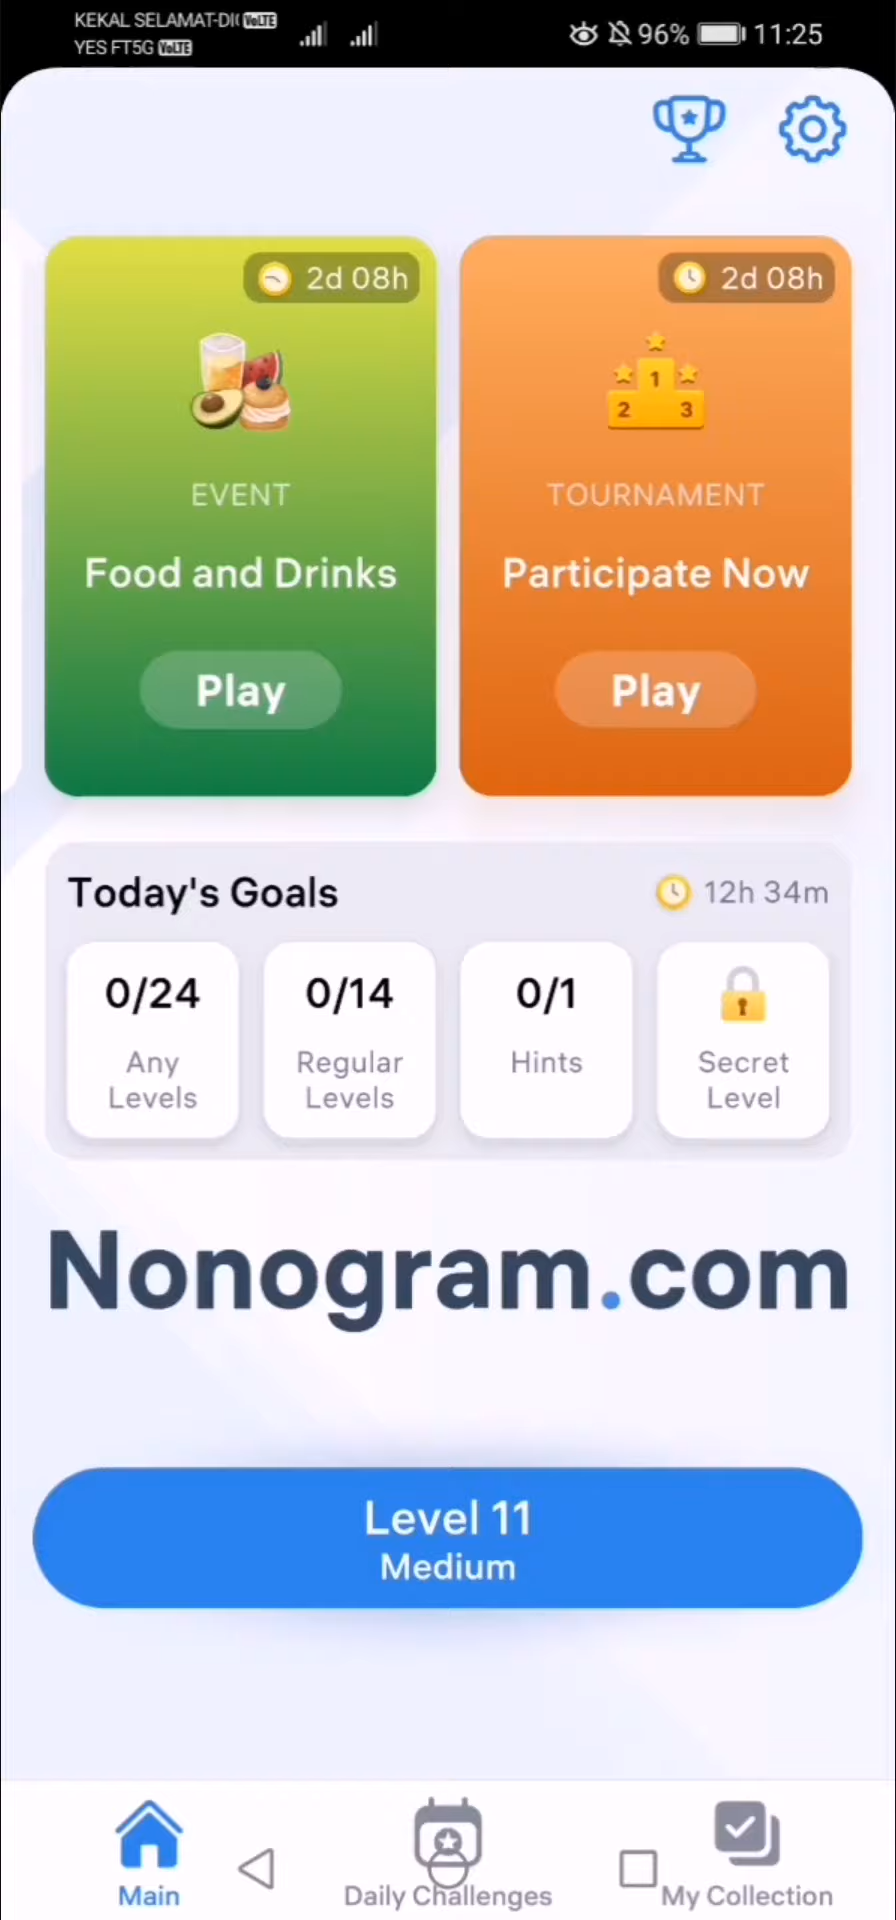 KEKAL SELAMAT-DI VoLTE
YES FT5G VoLTE
96% 11:25
2d 08h
2d 08h
1
2 3
EVENT
TOURNAMENT
Food and Drinks
Participate Now
Play
Play
Today's Goals
12h 34m
0/24
0/14
0/1
Any
Levels
Regular
Levels
Hints
Secret
Level
Nonogram.com
Level 11
Medium
Main
Daily Challenges
My Collection